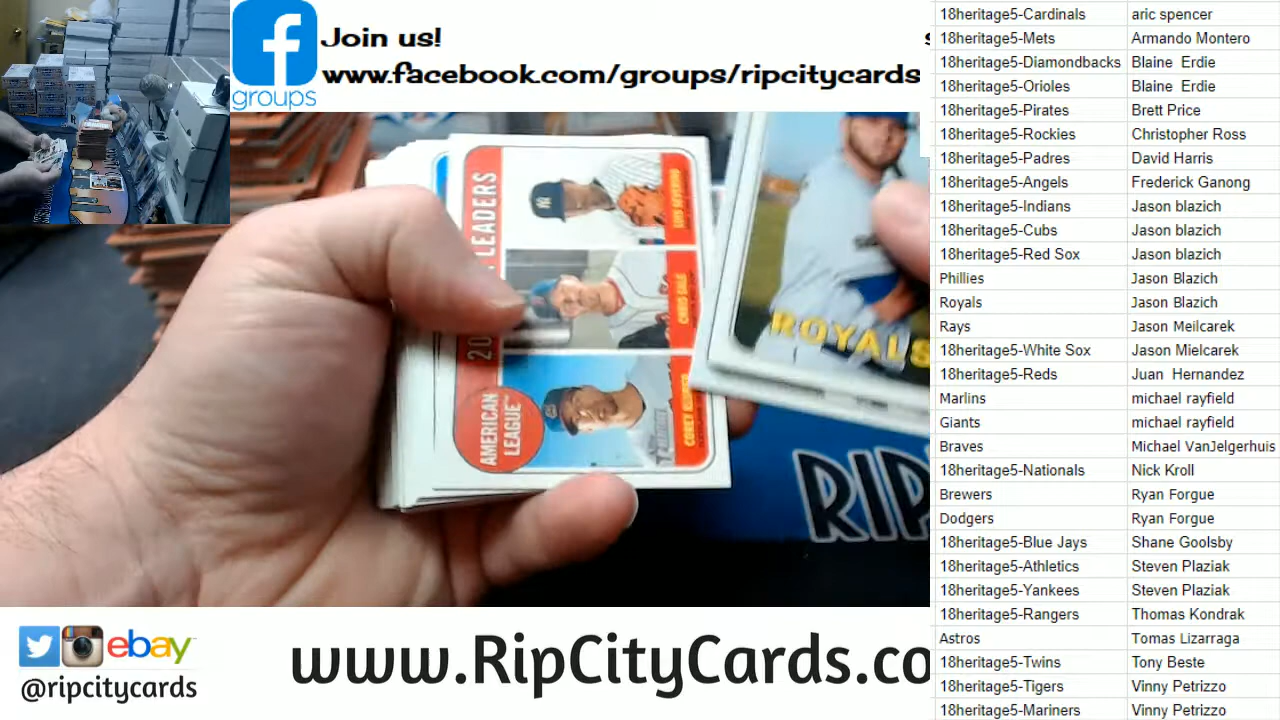 Join us!
www.facebook.com/groups/ripcitycards
groups
LEADERS
20
AMERICAN
LEAGUE
CHRIS SALE
ROYALS
RIP
ebay
@ripcitycards
www.RipCityCards.co
18heritage5-Cardinals aric spencer
18heritage5-Mets Armando Montero
18heritage5-Diamondbacks Blaine Erdie
18heritage5-Orioles Blaine Erdie
18heritage5-Pirates Brett Price
18heritage5-Rockies Christopher Ross
18heritage5-Padres David Harris
18heritage5-Angels Frederick Ganong
18heritage5-Indians Jason blazich
18heritage5-Cubs Jason blazich
18heritage5-Red Sox Jason blazich
Phillies Jason Blazich
Royals Jason Blazich
Rays Jason Meilcarek
18heritage5-White Sox Jason Mielcarek
18heritage5-Reds Juan Hernandez
Marlins michael rayfield
Giants michael rayfield
Braves Michael VanJelgerhuis
18heritage5-Nationals Nick Kroll
Brewers Ryan Forgue
Dodgers Ryan Forgue
18heritage5-Blue Jays Shane Goolsby
18heritage5-Athletics Steven Plaziak
18heritage5-Yankees Steven Plaziak
18heritage5-Rangers Thomas Kondrak
Astros Tomas Lizarraga
18heritage5-Twins Tony Beste
18heritage5-Tigers Vinny Petrizzo
18heritage5-Mariners Vinny Petrizzo